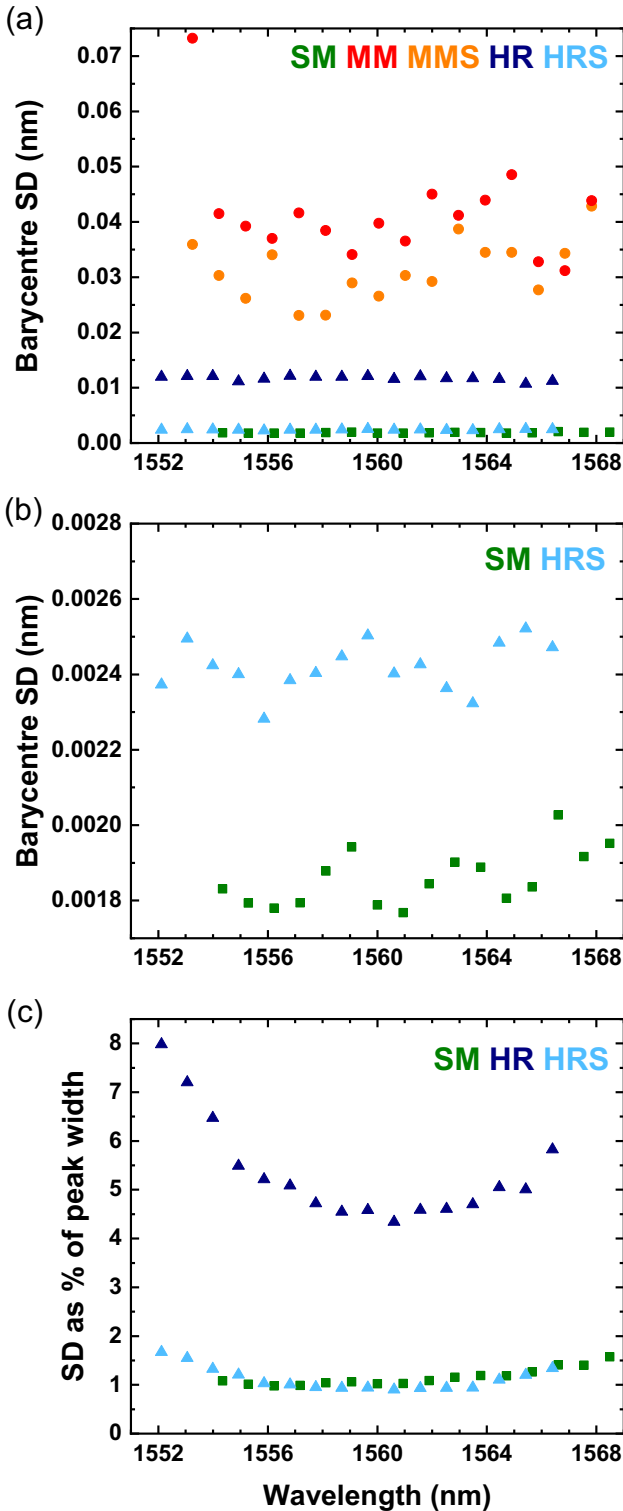 (a)
SM MM MMS HR HRS
Barycentre SD (nm)
0.07
0.06
0.05
0.04
0.03
0.02
0.01
0.00
1552 1556 1560 1564 1568
(b)
SM HRS
Barycentre SD (nm)
0.0028
0.0026
0.0024
0.0022
0.0020
0.0018
1552 1556 1560 1564 1568
(c)
SM HR HRS
SD as % of peak width
8
7
6
5
4
3
2
1
0
1552 1556 1560 1564 1568
Wavelength (nm)